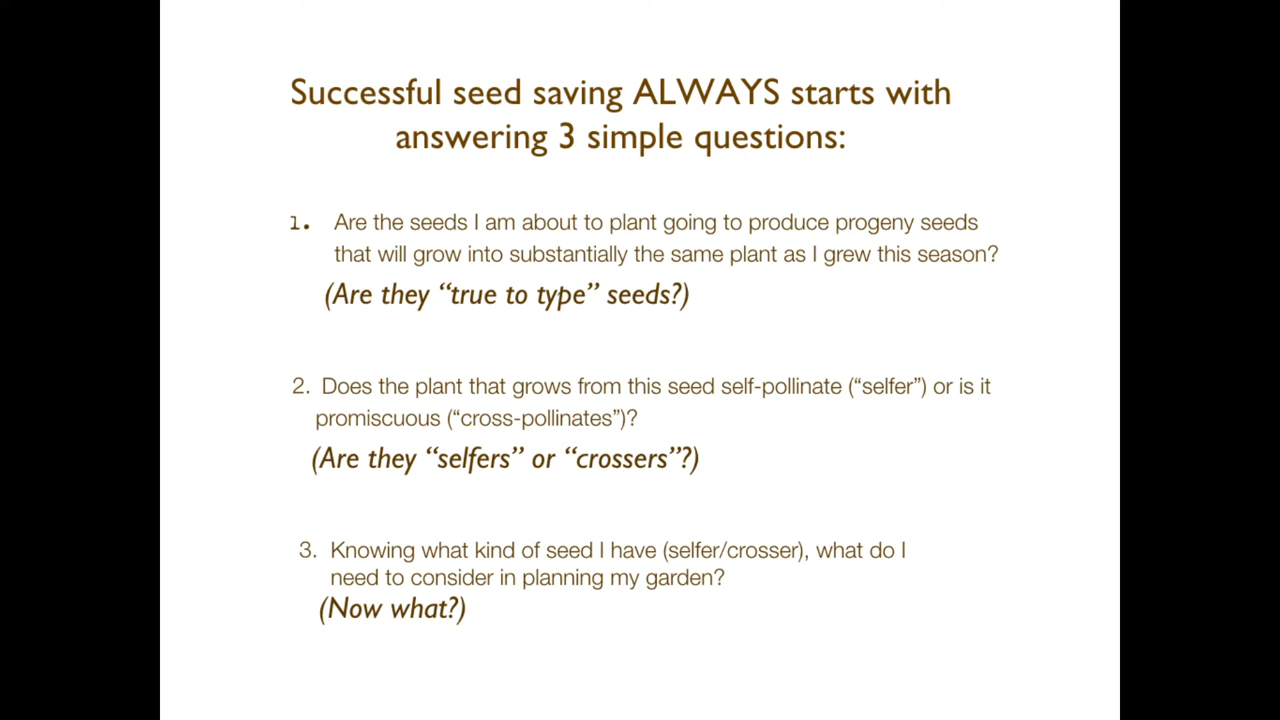 Successful seed saving ALWAYS starts with
answering 3 simple questions:
1. Are the seeds I am about to plant going to produce progeny seeds
that will grow into substantially the same plant as I grew this season?
(Are they “true to type” seeds?)
2. Does the plant that grows from this seed self-pollinate (“selfer”) or is it
promiscuous (“cross-pollinates”)?
(Are they “selfers” or “crossers”?)
3. Knowing what kind of seed I have (selfer/crosser), what do I
need to consider in planning my garden?
(Now what?)